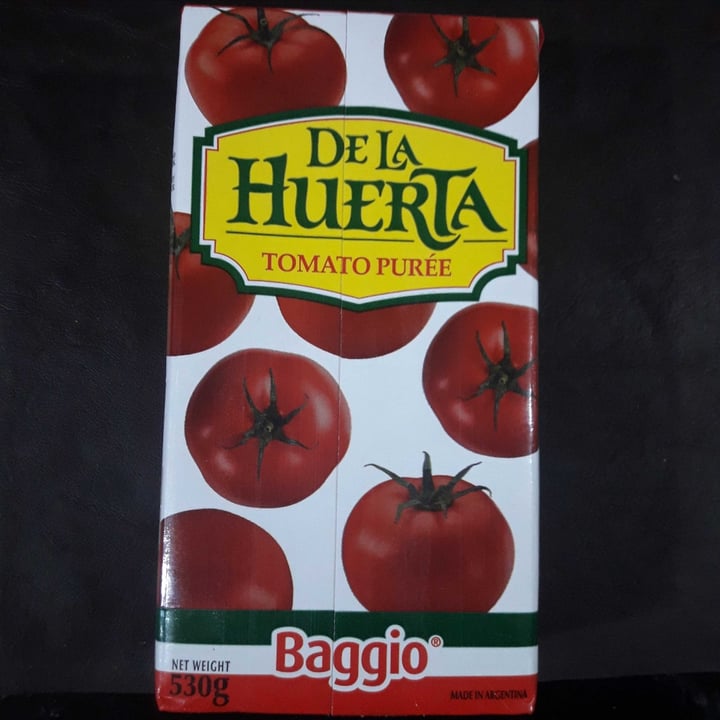 DE LA
HUERTA
TOMATO PURÉE
Baggio®
NET WEIGHT
530g
MADE IN ARGENTINA